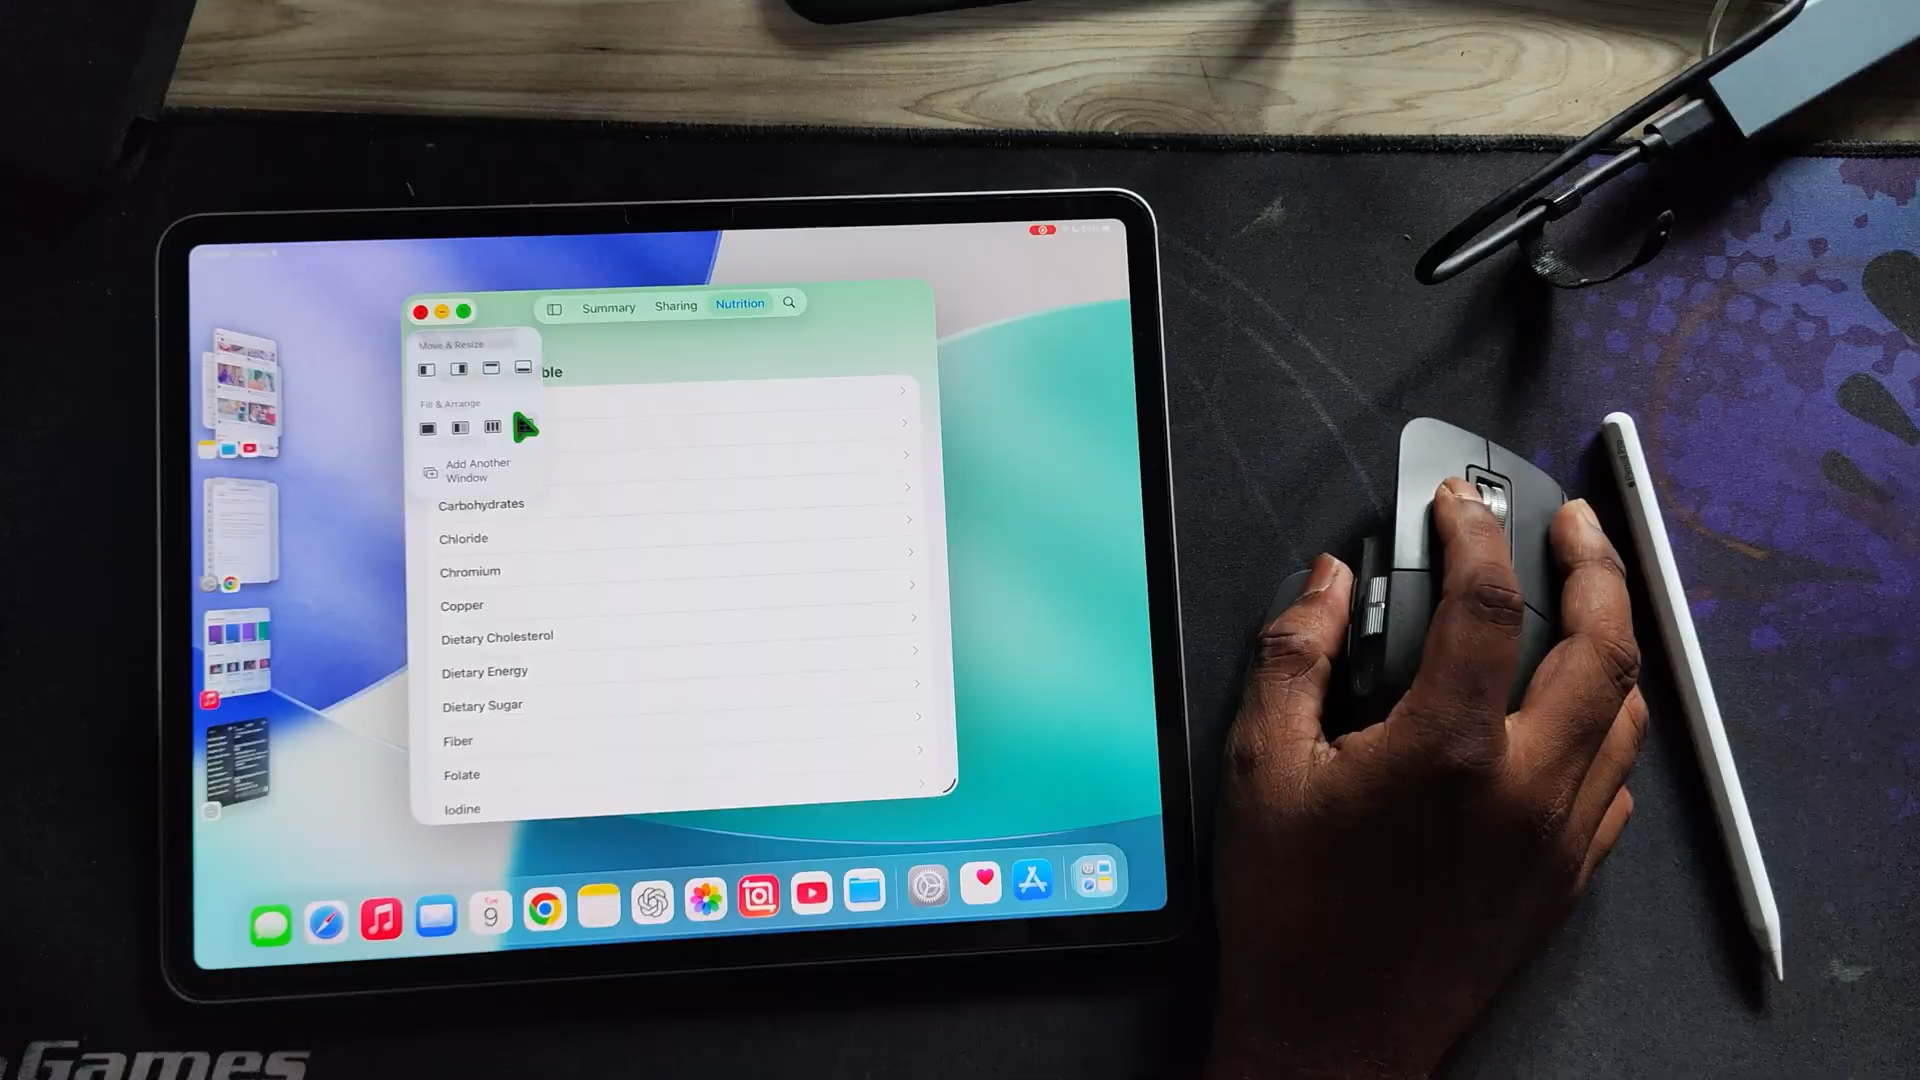 Summary
Sharing
Nutrition
Move & Resize
ble
Fill & Arrange
Add Another
Window
Carbohydrates
Chloride
Chromium
Copper
Dietary Cholesterol
Dietary Energy
Dietary Sugar
Fiber
Folate
Iodine
Tue
9
Games